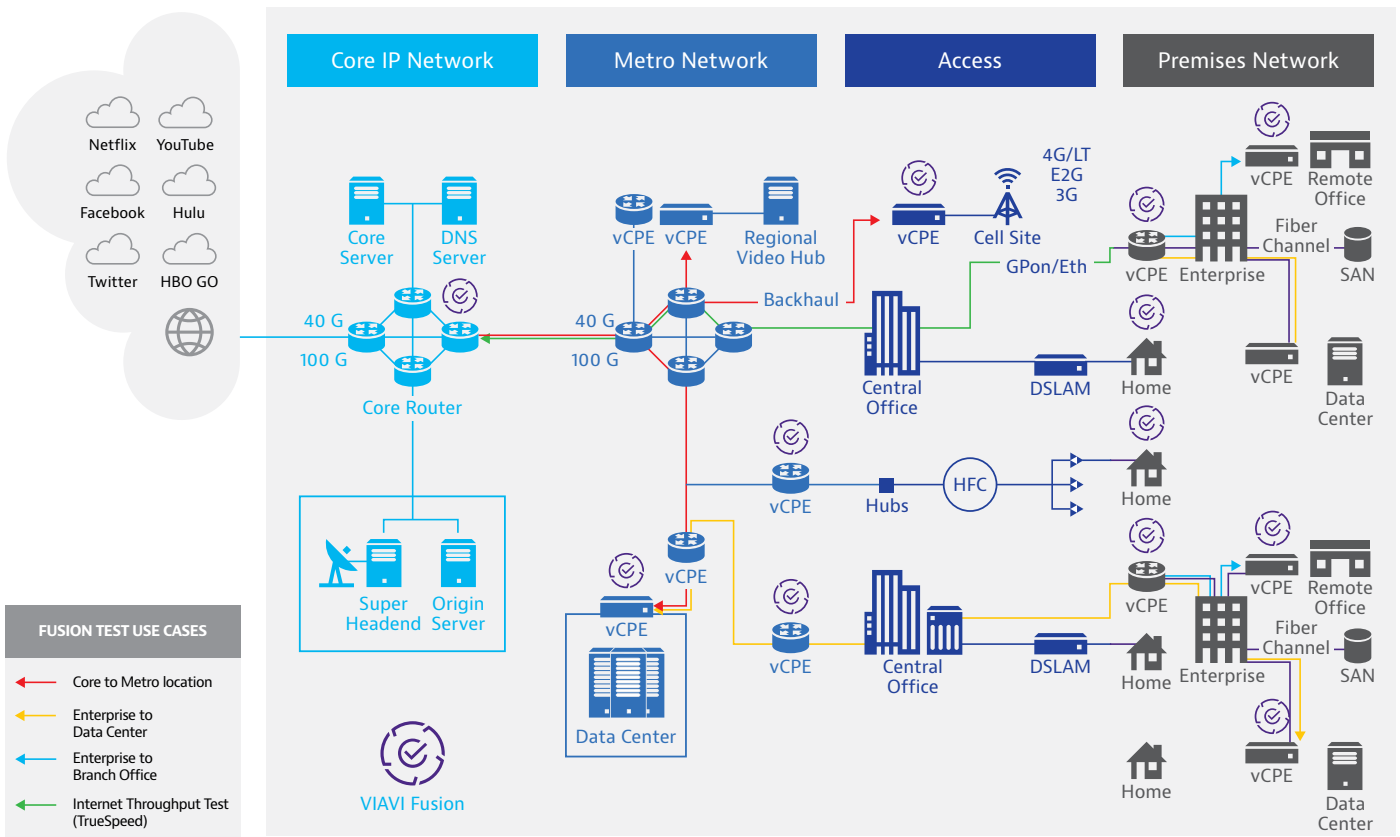 Core IP Network
Metro Network
Access
Premises Network
Netflix
YouTube
Facebook
Hulu
Twitter
HBO GO
Core
Server
DNS
Server
40 G
100 G
Core Router
Super
Headend
Origin
Server
vCPE
vCPE
Regional
Video Hub
40 G
100 G
Backhaul
vCPE
vCPE
vCPE
Data Center
vCPE
vCPE
Cell Site
4G/LT
E2G
3G
GPon/Eth
Central
Office
DSLAM
Hubs
HFC
Central
Office
DSLAM
vCPE
Remote
Office
vCPE
Enterprise
Fiber
Channel
SAN
Home
vCPE
Data
Center
Home
vCPE
vCPE
Remote
Office
Enterprise
Fiber
Channel
SAN
Home
vCPE
Home
Data
Center
VIAVI Fusion
FUSION TEST USE CASES
Core to Metro location
Enterprise to
Data Center
Enterprise to
Branch Office
Internet Throughput Test
(TrueSpeed)